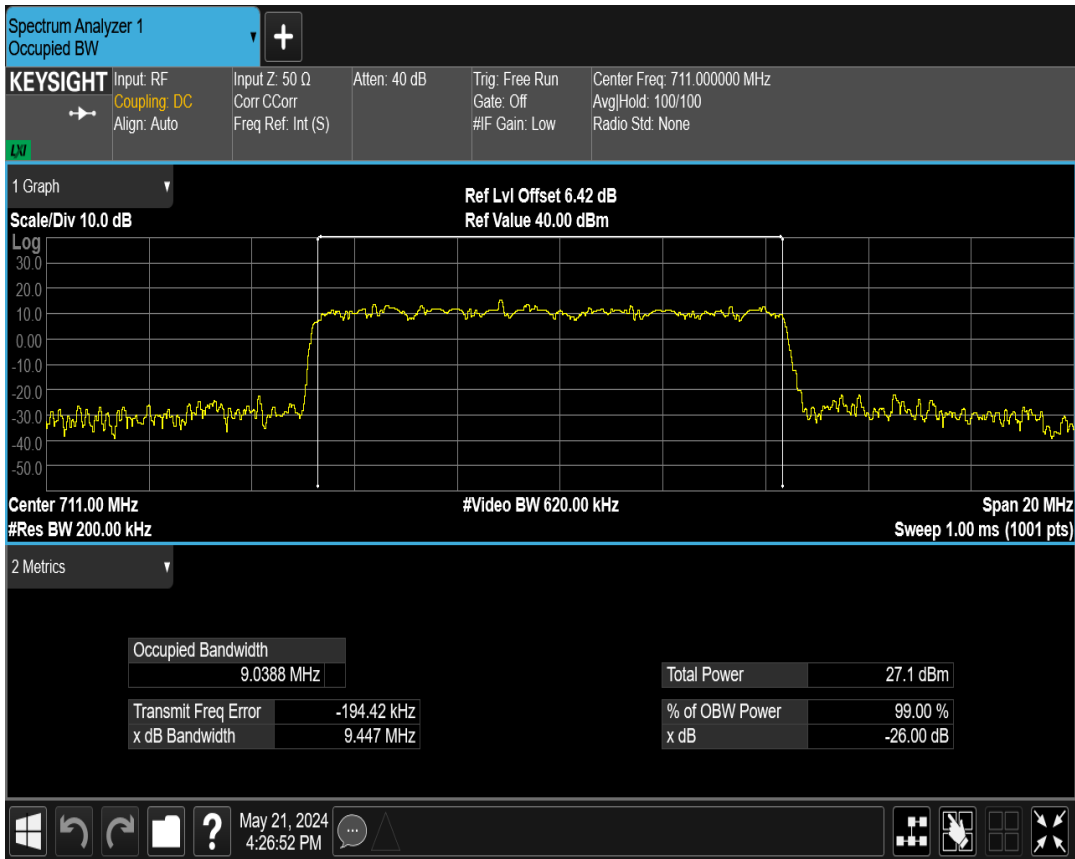 Spectrum Analyzer 1
Occupied BW
KEYSIGHT
LXI
Input: RF
Coupling: DC
Align: Auto
Input Z: 50 Ω
Corr CCorr
Freq Ref: Int (S)
Atten: 40 dB
Trig: Free Run
Gate: Off
#IF Gain: Low
Center Freq: 711.000000 MHz
Avg|Hold: 100/100
Radio Std: None
1 Graph
Scale/Div 10.0 dB
Ref Lvl Offset 6.42 dB
Ref Value 40.00 dBm
Log
30.0
20.0
10.0
0.00
-10.0
-20.0
-30.0
-40.0
-50.0
Center 711.00 MHz
#Res BW 200.00 kHz
#Video BW 620.00 kHz
Span 20 MHz
Sweep 1.00 ms (1001 pts)
2 Metrics
Occupied Bandwidth
9.0388 MHz
Transmit Freq Error -194.42 kHz
x dB Bandwidth 9.447 MHz
Total Power 27.1 dBm
% of OBW Power 99.00 %
x dB -26.00 dB
?
May 21, 2024
4:26:52 PM